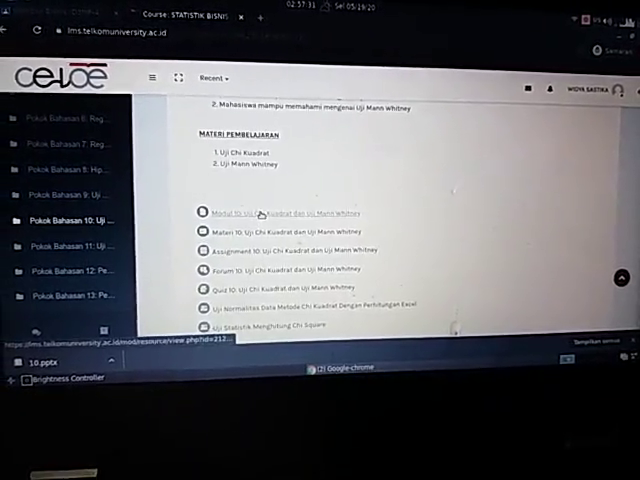 Course: STATISTIK BISNIS
02:57:31
Sel 05/19/20
lms.telkomuniversity.ac.id
Samaran
celoe
Recent
WIDYA SASTIKA
2. Mahasiswa mampu memahami mengenai Uji Mann Whitney
MATERI PEMBELAJARAN
1. Uji Chi Kuadrat
2. Uji Mann Whitney
Pokok Bahasan 6: Reg...
Pokok Bahasan 7: Reg...
Pokok Bahasan 8: Hip...
Pokok Bahasan 9: Uji ...
Pokok Bahasan 10: Uji ...
Pokok Bahasan 11: Uji ...
Pokok Bahasan 12: Pe...
Pokok Bahasan 13: Pe...
Modul 10: Uji Chi Kuadrat dan Uji Mann Whitney
Materi 10: Uji Chi Kuadrat dan Uji Mann Whitney
Assignment 10: Uji Chi Kuadrat dan Uji Mann Whitney
Forum 10: Uji Chi Kuadrat dan Uji Mann Whitney
Quiz 10: Uji Chi Kuadrat dan Uji Mann Whitney
Uji Normalitas Data Metode Chi Kuadrat Dengan Perhitungan Excel
Uji Statistik Menghitung Chi Square
https://lms.telkomuniversity.ac.id/mod/resource/view.php?id=212...
10.pptx
Tampilkan semua
Brightness Controller
(2) Google-chrome